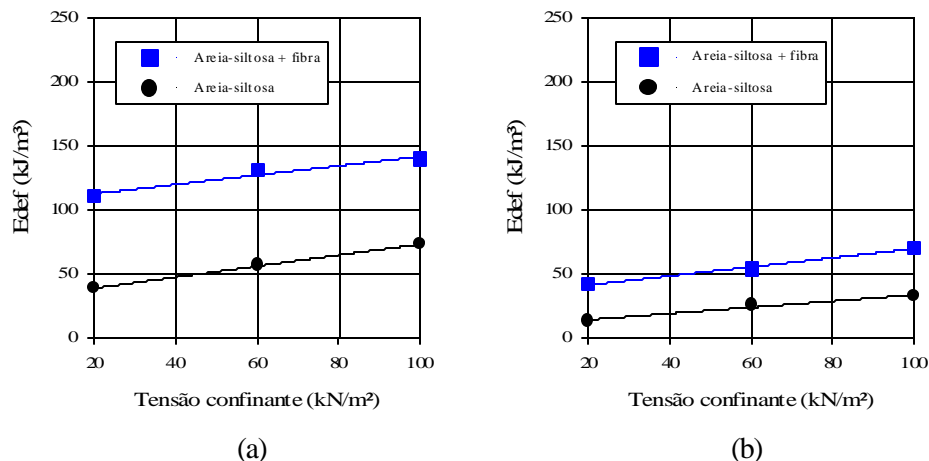 250
200
150
100
50
0
Edef (kJ/m³)
Areia-siltosa + fibra
Areia-siltosa
20 40 60 80 100
Tensão confinante (kN/m²)
(a)
250
200
150
100
50
0
Edef (kJ/m³)
Areia-siltosa + fibra
Areia-siltosa
20 40 60 80 100
Tensão confinante (kN/m²)
(b)